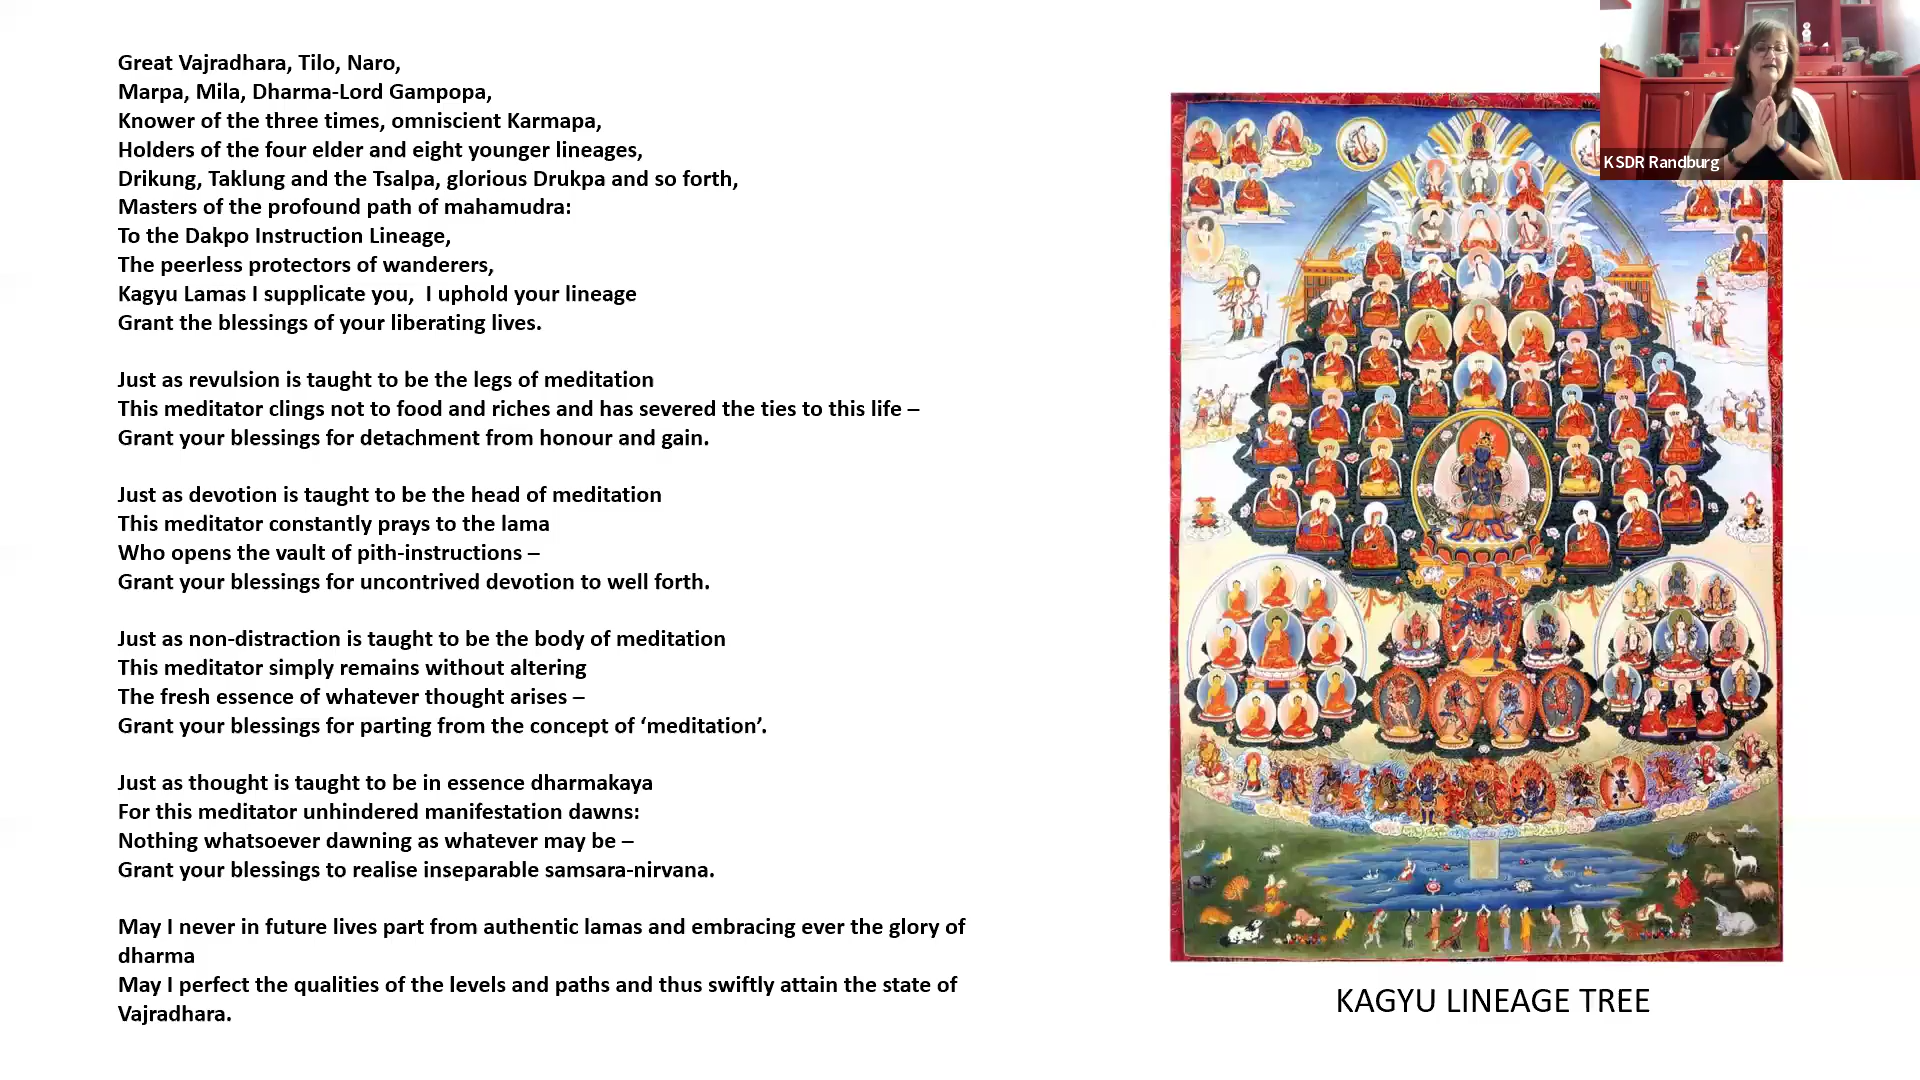 Great Vajradhara, Tilo, Naro,
Marpa, Mila, Dharma-Lord Gampopa,
Knower of the three times, omniscient Karmapa,
Holders of the four elder and eight younger lineages,
Drikung, Taklung and the Tsalpa, glorious Drukpa and so forth,
Masters of the profound path of mahamudra:
To the Dakpo Instruction Lineage,
The peerless protectors of wanderers,
Kagyu Lamas I supplicate you,  I uphold your lineage
Grant the blessings of your liberating lives.
Just as revulsion is taught to be the legs of meditation
This meditator clings not to food and riches and has severed the ties to this life –
Grant your blessings for detachment from honour and gain.
Just as devotion is taught to be the head of meditation
This meditator constantly prays to the lama
Who opens the vault of pith-instructions –
Grant your blessings for uncontrived devotion to well forth.
Just as non-distraction is taught to be the body of meditation
This meditator simply remains without altering
The fresh essence of whatever thought arises –
Grant your blessings for parting from the concept of ‘meditation’.
Just as thought is taught to be in essence dharmakaya
For this meditator unhindered manifestation dawns:
Nothing whatsoever dawning as whatever may be –
Grant your blessings to realise inseparable samsara-nirvana.
May I never in future lives part from authentic lamas and embracing ever the glory of
dharma
May I perfect the qualities of the levels and paths and thus swiftly attain the state of
Vajradhara.
KSDR Randburg
KAGYU LINEAGE TREE